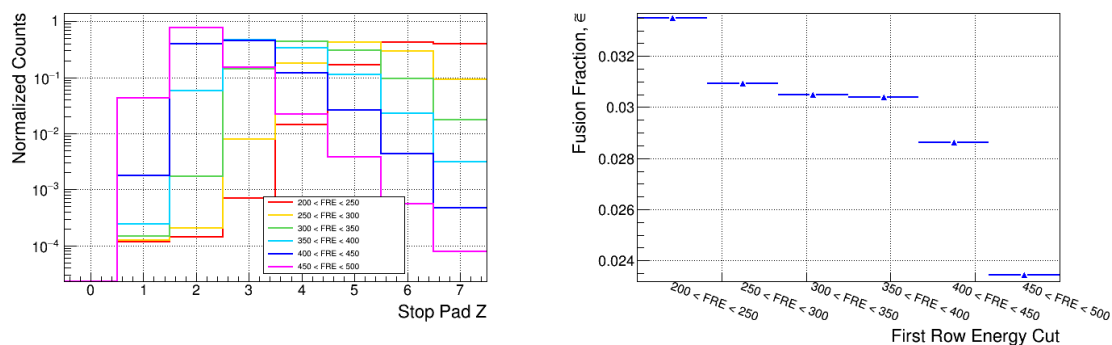 Normalized Counts
1
10⁻¹
10⁻²
10⁻³
10⁻⁴
200 < FRE < 250
250 < FRE < 300
300 < FRE < 350
350 < FRE < 400
400 < FRE < 450
450 < FRE < 500
0 1 2 3 4 5 6 7
Stop Pad Z
Fusion Fraction,
0.032
0.03
0.028
0.026
0.024
200 < FRE < 250
250 < FRE < 300
300 < FRE < 350
350 < FRE < 400
400 < FRE < 450
450 < FRE < 500
First Row Energy Cut